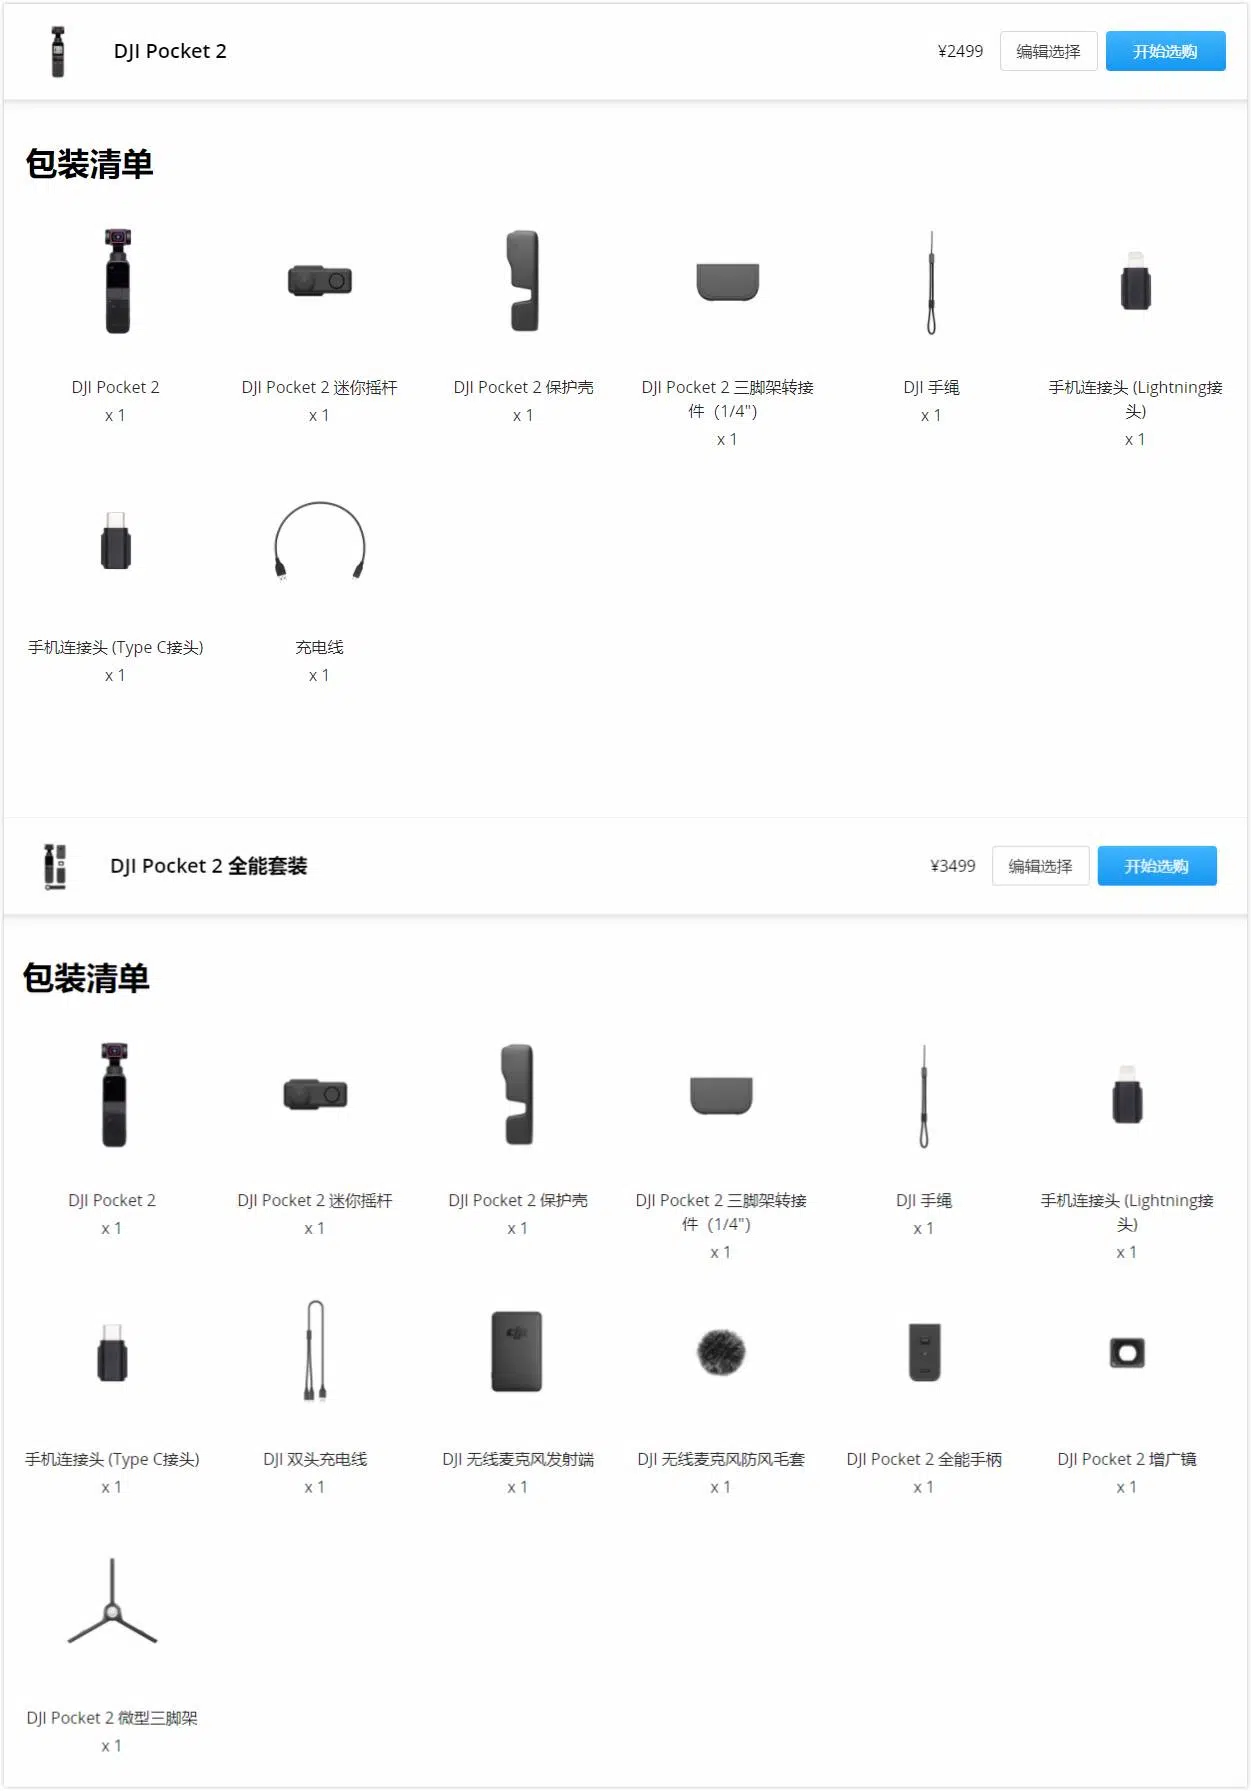 DJI Pocket 2
¥2499
编辑选择
开始选购
包装清单
DJI Pocket 2
x 1
DJI Pocket 2 迷你摇杆
x 1
DJI Pocket 2 保护壳
x 1
DJI Pocket 2 三脚架转接
件（1/4"）
x 1
DJI 手绳
x 1
手机连接头 (Lightning接
头)
x 1
手机连接头 (Type C接头)
x 1
充电线
x 1
DJI Pocket 2 全能套装
¥3499
编辑选择
开始选购
包装清单
DJI Pocket 2
x 1
DJI Pocket 2 迷你摇杆
x 1
DJI Pocket 2 保护壳
x 1
DJI Pocket 2 三脚架转接
件（1/4"）
x 1
DJI 手绳
x 1
手机连接头 (Lightning接
头)
x 1
手机连接头 (Type C接头)
x 1
DJI 双头充电线
x 1
DJI 无线麦克风发射端
x 1
DJI 无线麦克风防风毛套
x 1
DJI Pocket 2 全能手柄
x 1
DJI Pocket 2 增广镜
x 1
DJI Pocket 2 微型三脚架
x 1